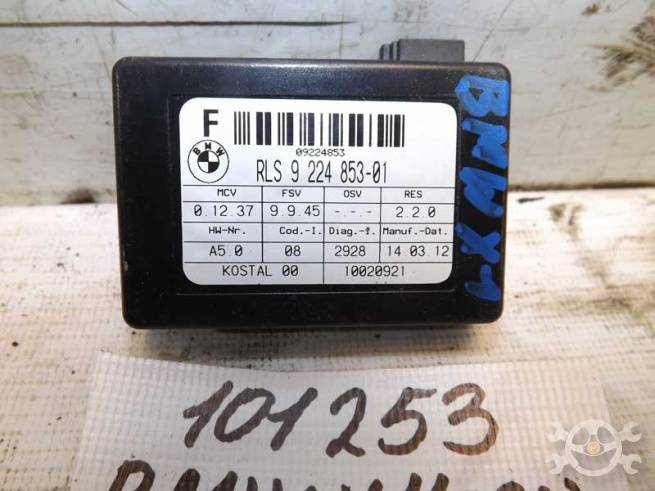 F
BMW
09224853
RLS 9 224 853-01
MCV FSV OSV RES
0.12.37 9.9.45 -.-.- 2.2.0
HW-Nr. Cod.-I. Diag.-I. Manuf.-Dat.
A5.0 08 2928 14.03.12
KOSTAL 00 10020921
BMW X1
101253